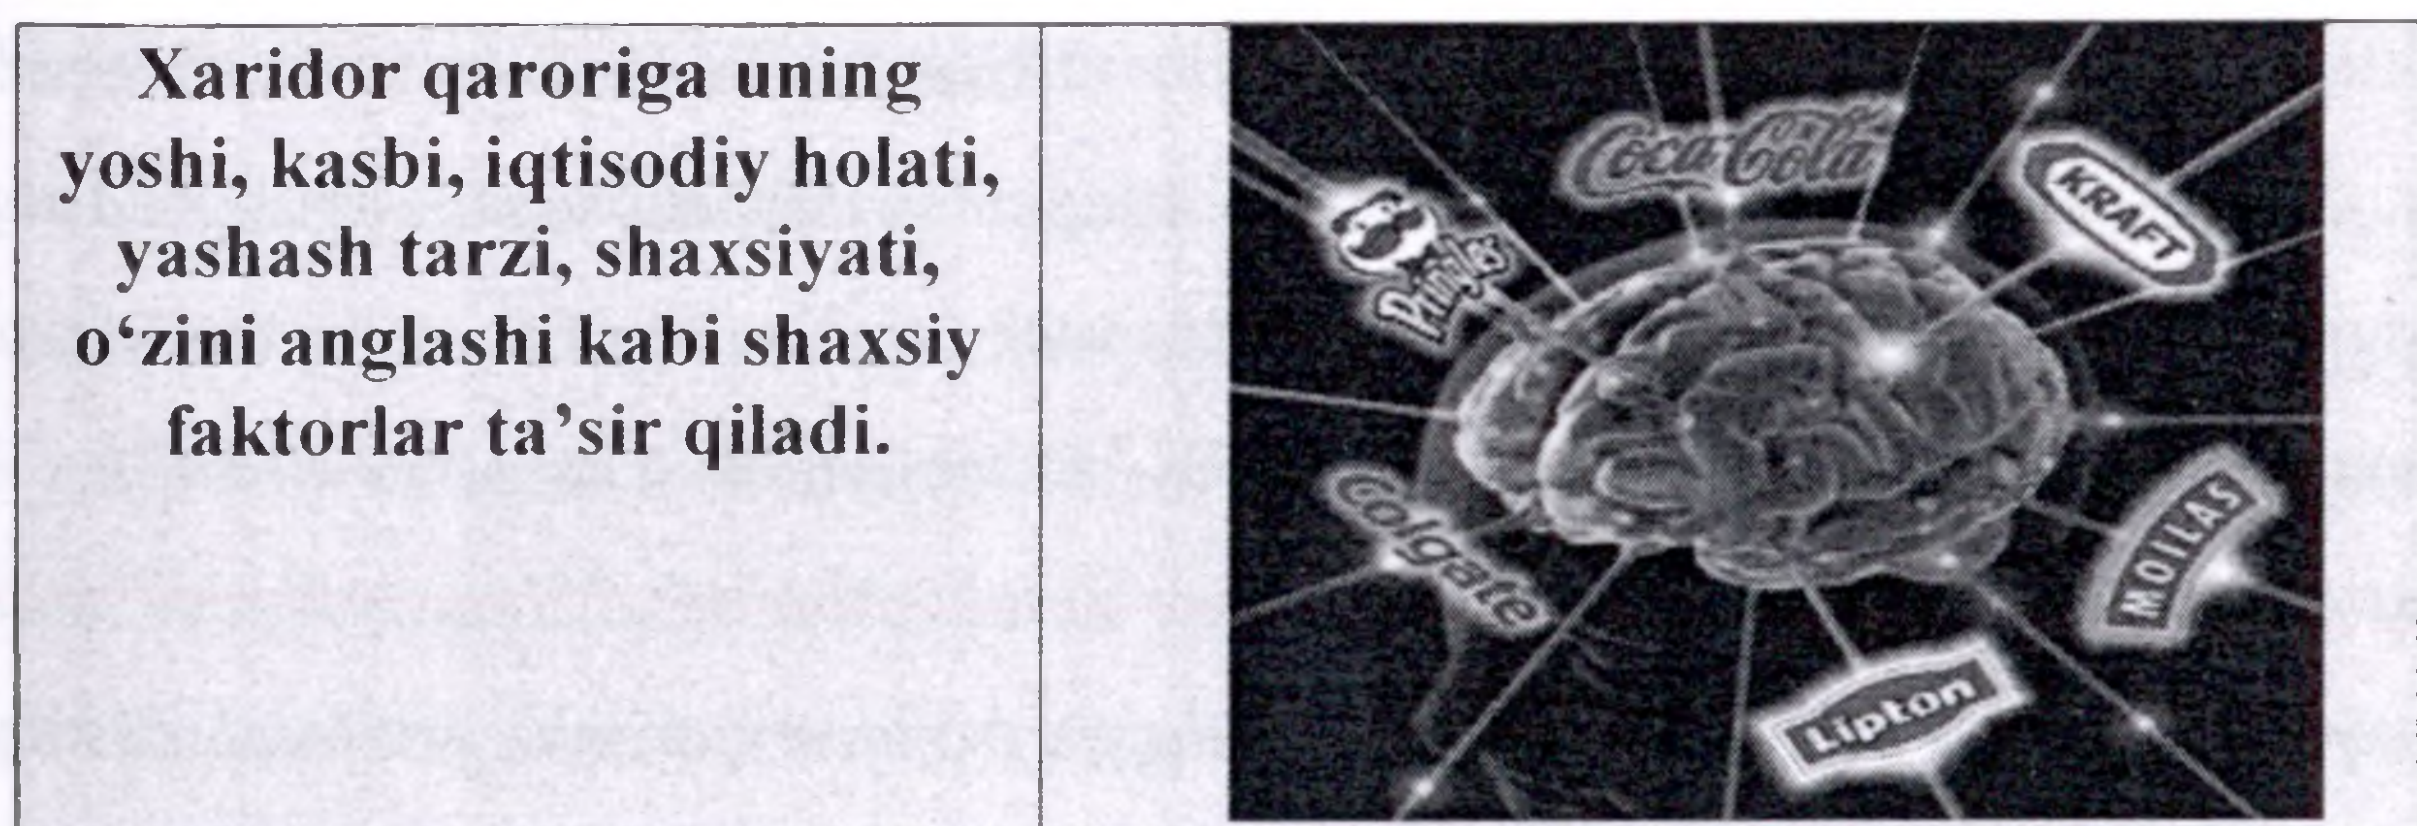 Xaridor qaroriga uning
yoshi, kasbi, iqtisodiy holati,
yashash tarzi, shaxsiyati,
o‘zini anglashi kabi shaxsiy
faktorlar ta’sir qiladi.
Coca-Cola
KRAFT
Pringles
Colgate
MOILAS
Lipton